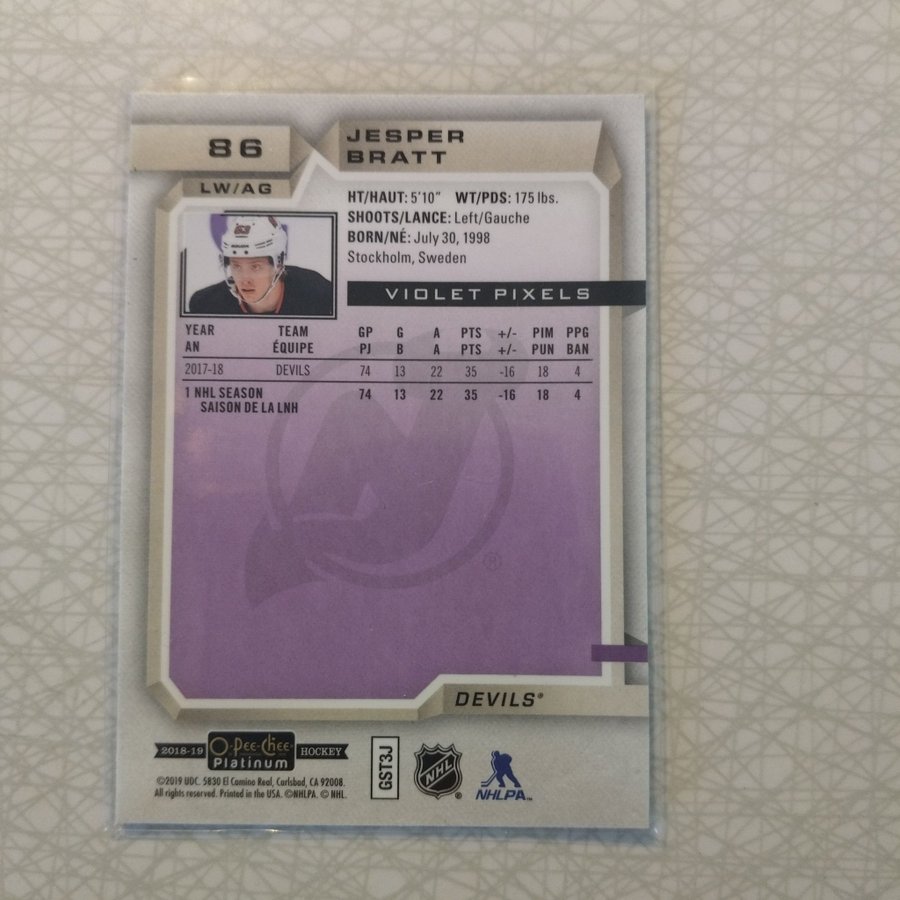 86
JESPER
BRATT
LW/AG
HT/HAUT: 5'10" WT/PDS: 175 lbs.
SHOOTS/LANCE: Left/Gauche
BORN/NÉ: July 30, 1998
Stockholm, Sweden
VIOLET PIXELS
YEAR TEAM GP G A PTS +/- PIM PPG
AN ÉQUIPE PJ B A PTS +/- PUN BAN
2017-18 DEVILS 74 13 22 35 -16 18 4
1 NHL SEASON 74 13 22 35 -16 18 4
SAISON DE LA LNH
®
DEVILS®
2018-19 O-Pee-Chee Platinum HOCKEY
GST3J
NHL ®
NHLPA™
©2019 UDC. 5830 El Camino Real, Carlsbad, CA 92008.
All rights reserved. Printed in the USA. ©NHLPA. © NHL.